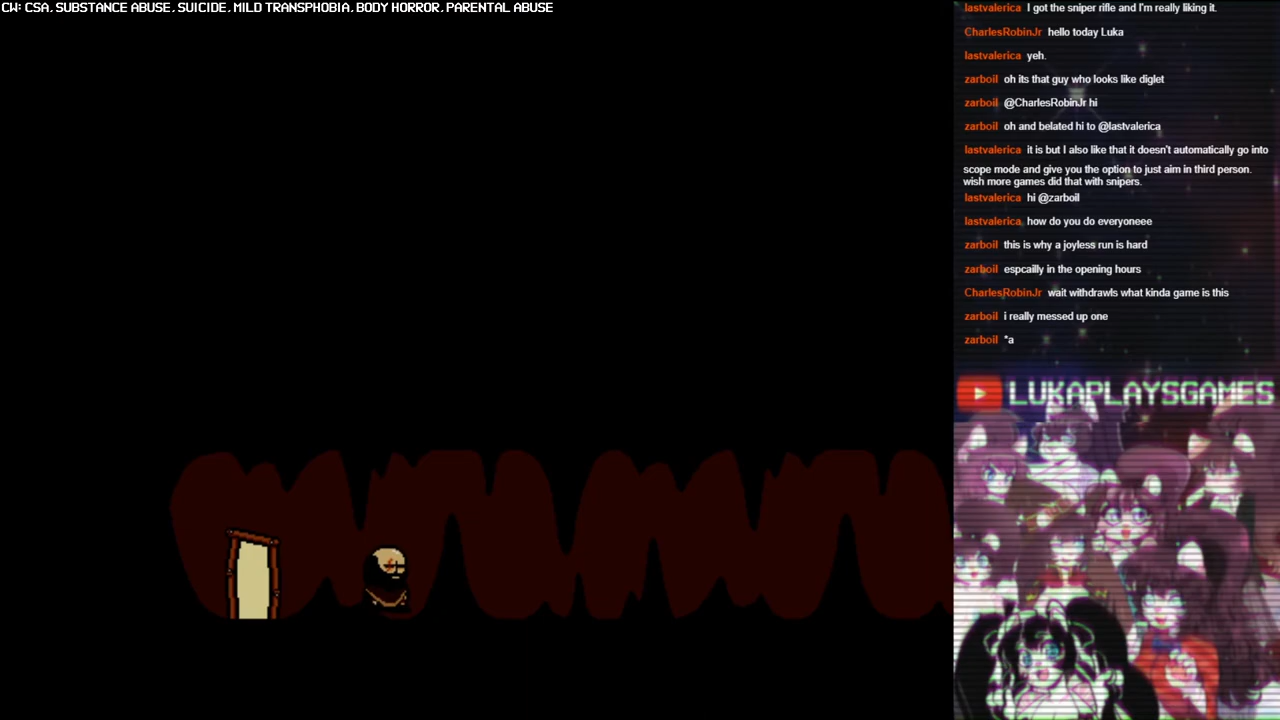 CW: CSA, SUBSTANCE ABUSE, SUICIDE, MILD TRANSPHOBIA, BODY HORROR, PARENTAL ABUSE
lastvalerica I got the sniper rifle and I'm really liking it.
CharlesRobinJr hello today Luka
lastvalerica yeh.
zarboil oh its that guy who looks like diglet
zarboil @CharlesRobinJr hi
zarboil oh and belated hi to @lastvalerica
lastvalerica it is but I also like that it doesn't automatically go into
scope mode and give you the option to just aim in third person.
wish more games did that with snipers.
lastvalerica hi @zarboil
lastvalerica how do you do everyoneee
zarboil this is why a joyless run is hard
zarboil espcailly in the opening hours
CharlesRobinJr wait withdrawls what kinda game is this
zarboil i really messed up one
zarboil *a
LUKAPLAYSGAMES